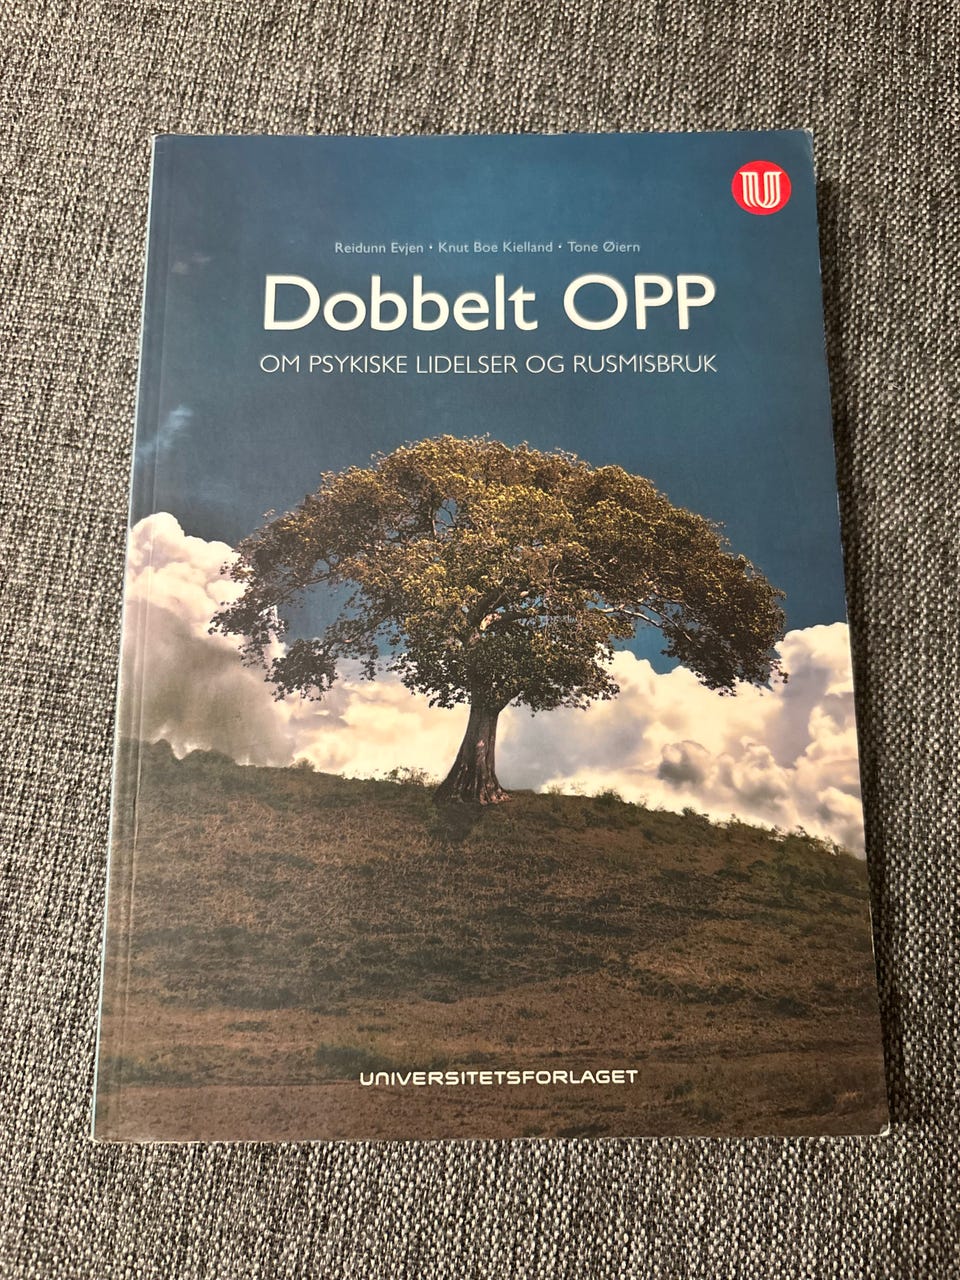 Reidunn Evjen • Knut Boe Kielland • Tone Øiern
Dobbelt OPP
OM PSYKISKE LIDELSER OG RUSMISBRUK
UNIVERSITETSFORLAGET